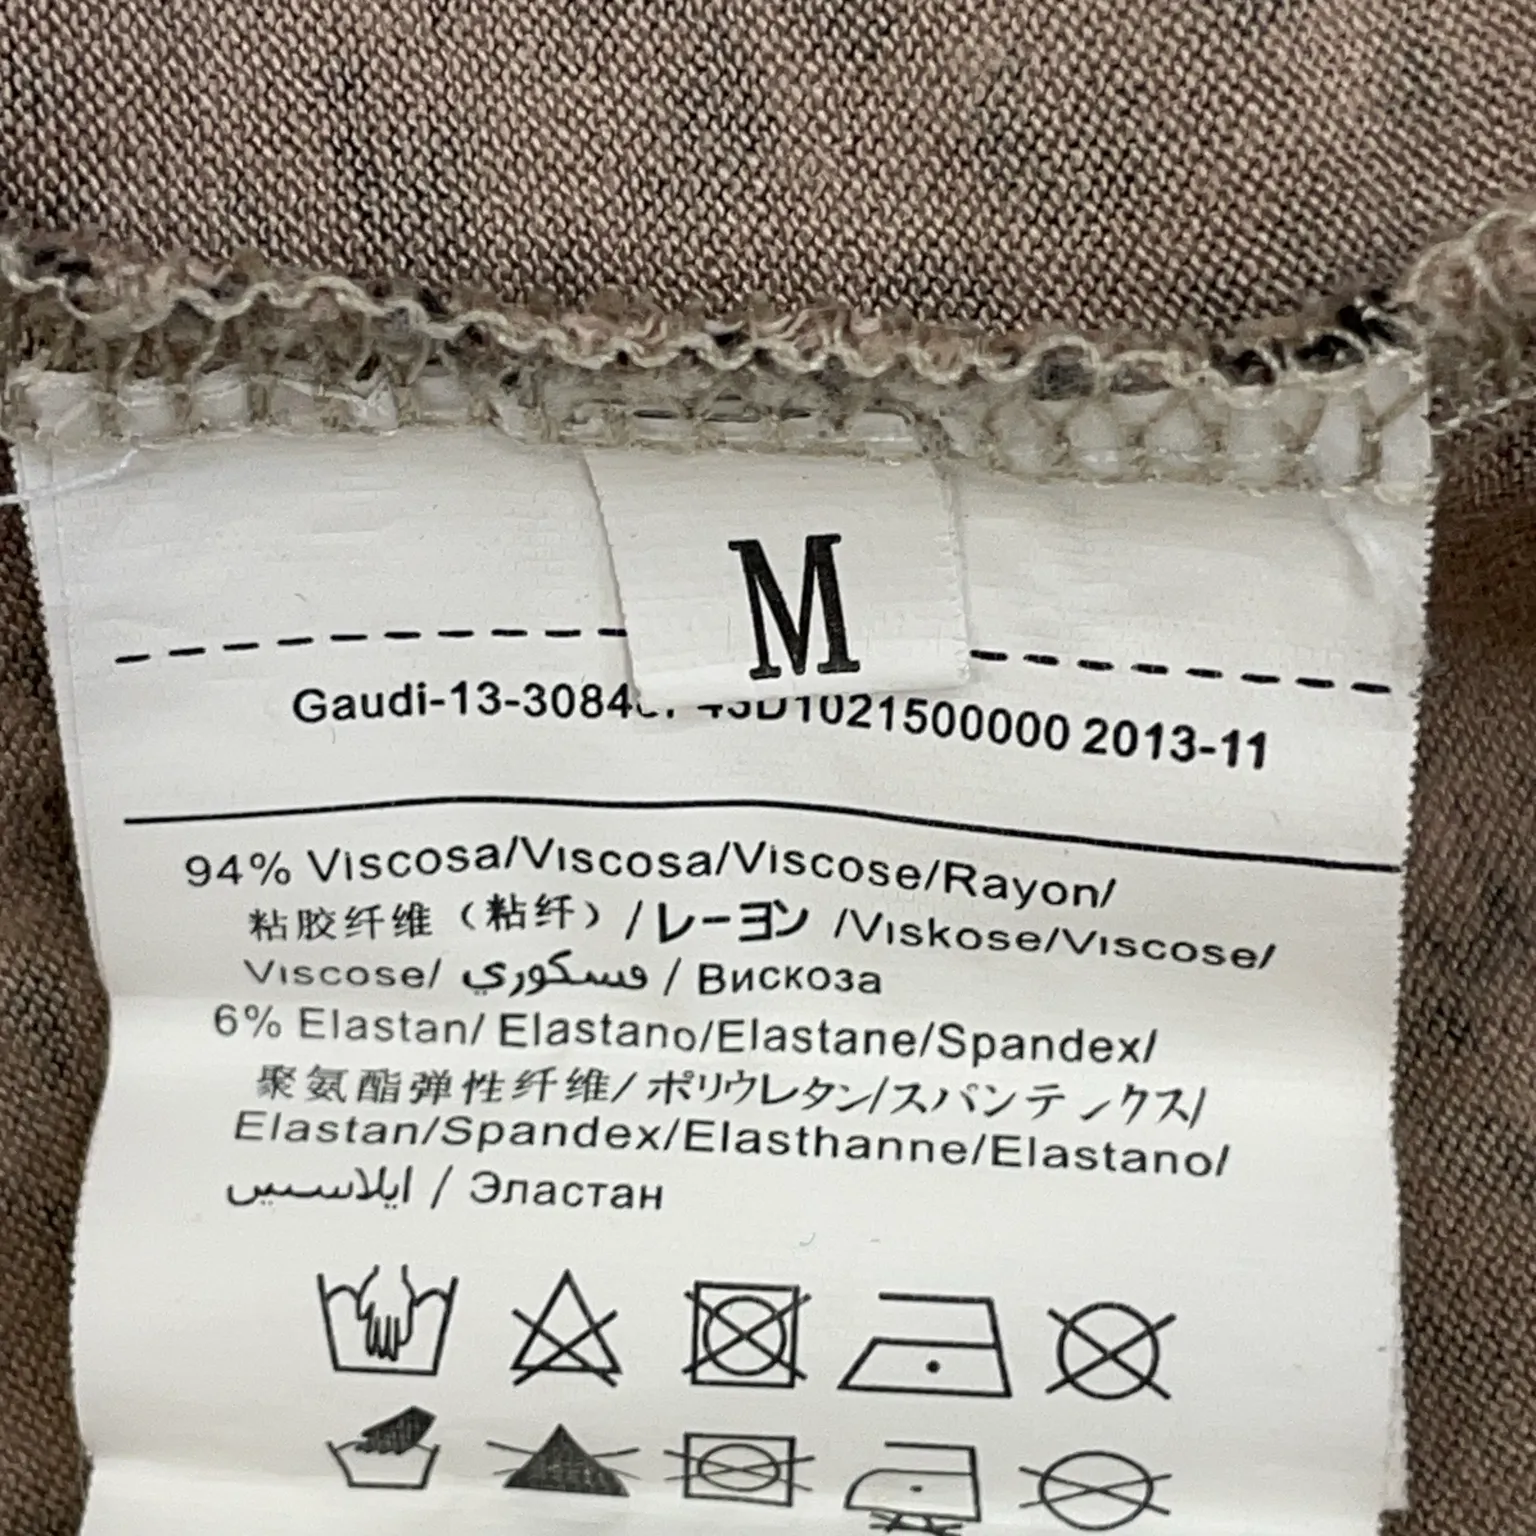 M
Gaudi-13-3084 1021500000 2013-11
94% Viscosa/Viscosa/Viscose/Rayon/
粘胶纤维（粘纤）/レーヨン /Viskose/Viscose/
Viscose/ فسكوري / Вискоза
6% Elastan/ Elastano/Elastane/Spandex/
聚氨酯弹性纤维/ ポリウレタン/スパンテックス/
Elastan/Spandex/Elasthanne/Elastano/
ايلاسيس / Эластан